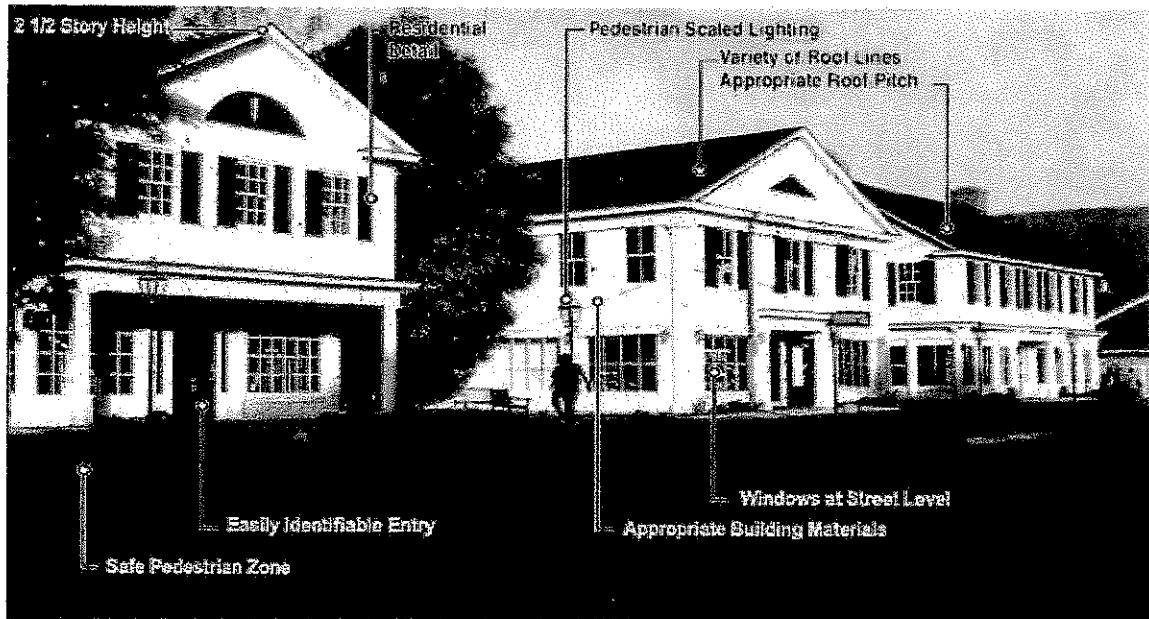 2 1/2 Story Height
Residential
Detail
Pedestrian Scaled Lighting
Variety of Roof Lines
Appropriate Roof Pitch
Windows at Street Level
Easily Identifiable Entry
Appropriate Building Materials
Safe Pedestrian Zone